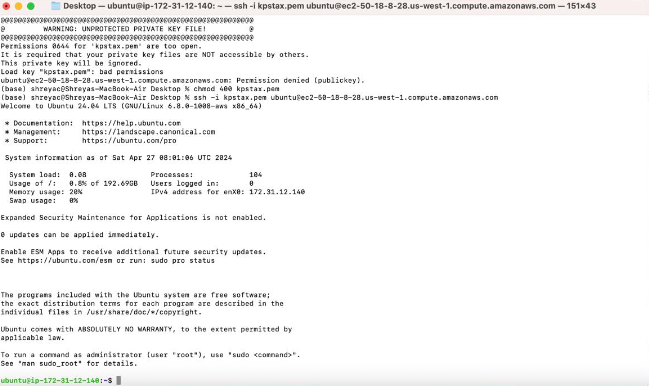 Desktop — ubuntu@ip-172-31-12-140: ~ — ssh -i kpstax.pem ubuntu@ec2-50-18-8-28.us-west-1.compute.amazonaws.com — 151×43
@@@@@@@@@@@@@@@@@@@@@@@@@@@@@@@@@@@@@@@@@@@@@@@@@@@@@@@@@@@
@         WARNING: UNPROTECTED PRIVATE KEY FILE!          @
@@@@@@@@@@@@@@@@@@@@@@@@@@@@@@@@@@@@@@@@@@@@@@@@@@@@@@@@@@@
Permissions 0644 for 'kpstax.pem' are too open.
It is required that your private key files are NOT accessible by others.
This private key will be ignored.
Load key "kpstax.pem": bad permissions
ubuntu@ec2-50-18-8-28.us-west-1.compute.amazonaws.com: Permission denied (publickey).
(base) shreyac@Shreyas-MacBook-Air Desktop % chmod 400 kpstax.pem
(base) shreyac@Shreyas-MacBook-Air Desktop % ssh -i kpstax.pem ubuntu@ec2-50-18-8-28.us-west-1.compute.amazonaws.com
Welcome to Ubuntu 24.04 LTS (GNU/Linux 6.8.0-1008-aws x86_64)
* Documentation:  https://help.ubuntu.com
* Management:     https://landscape.canonical.com
* Support:        https://ubuntu.com/pro
System information as of Sat Apr 27 08:01:06 UTC 2024
System load:  0.08               Processes:             104
Usage of /:   0.8% of 192.69GB   Users logged in:       0
Memory usage: 20%                IPv4 address for enX0: 172.31.12.140
Swap usage:   0%
Expanded Security Maintenance for Applications is not enabled.
0 updates can be applied immediately.
Enable ESM Apps to receive additional future security updates.
See https://ubuntu.com/esm or run: sudo pro status
The programs included with the Ubuntu system are free software;
the exact distribution terms for each program are described in the
individual files in /usr/share/doc/*/copyright.
Ubuntu comes with ABSOLUTELY NO WARRANTY, to the extent permitted by
applicable law.
To run a command as administrator (user "root"), use "sudo <command>".
See "man sudo_root" for details.
ubuntu@ip-172-31-12-140:~$